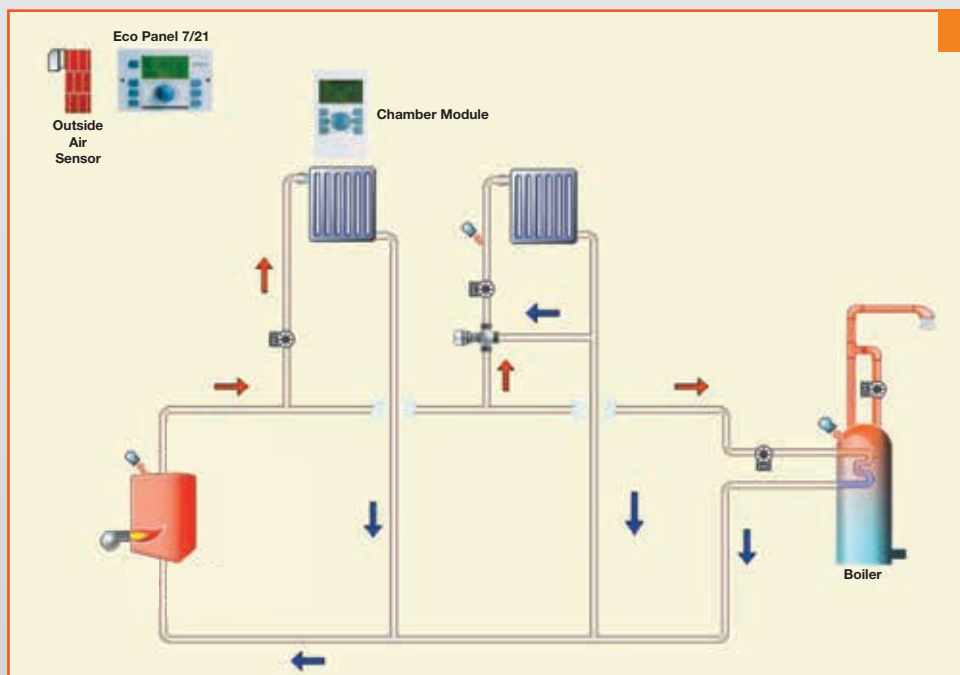 Eco Panel 7/21
Outside
Air
Sensor
Chamber Module
Boiler